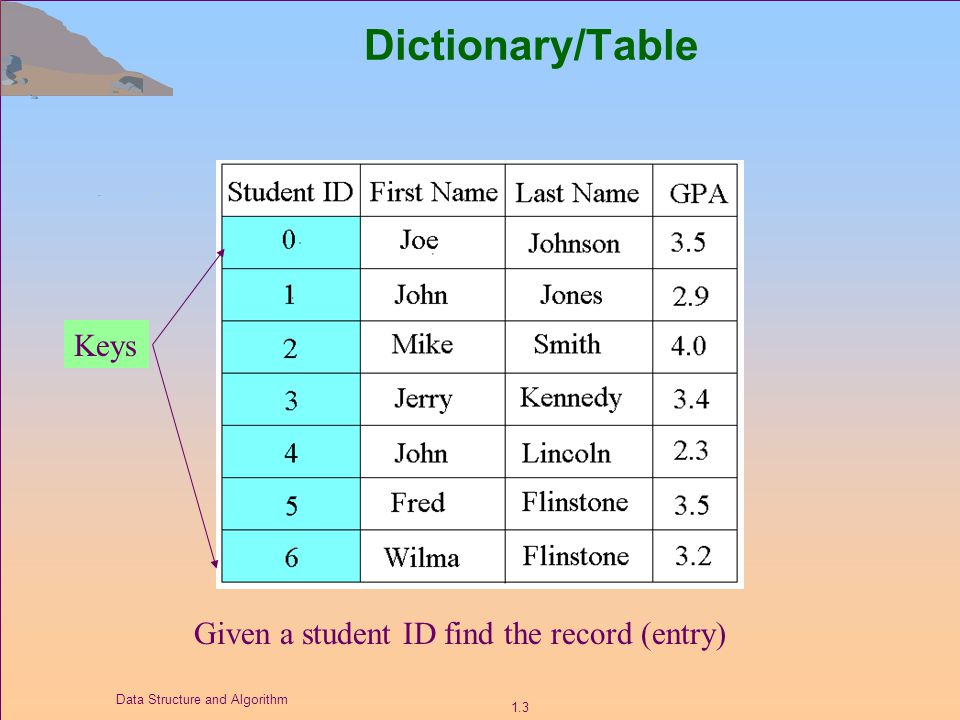 Dictionary/Table
Student ID First Name Last Name GPA
0 Joe Johnson 3.5
1 John Jones 2.9
2 Mike Smith 4.0
3 Jerry Kennedy 3.4
4 John Lincoln 2.3
5 Fred Flinstone 3.5
6 Wilma Flinstone 3.2
Keys
Given a student ID find the record (entry)
Data Structure and Algorithm
1.3